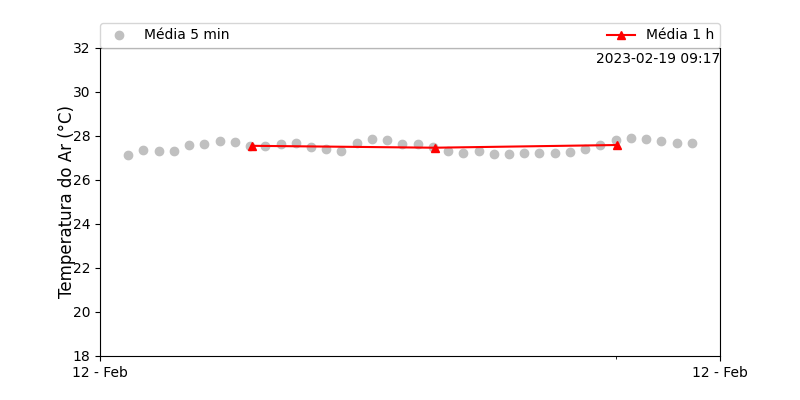 Média 5 min
Média 1 h
2023-02-19 09:17
Temperatura do Ar (°C)
32
30
28
26
24
22
20
18
12 - Feb
12 - Feb